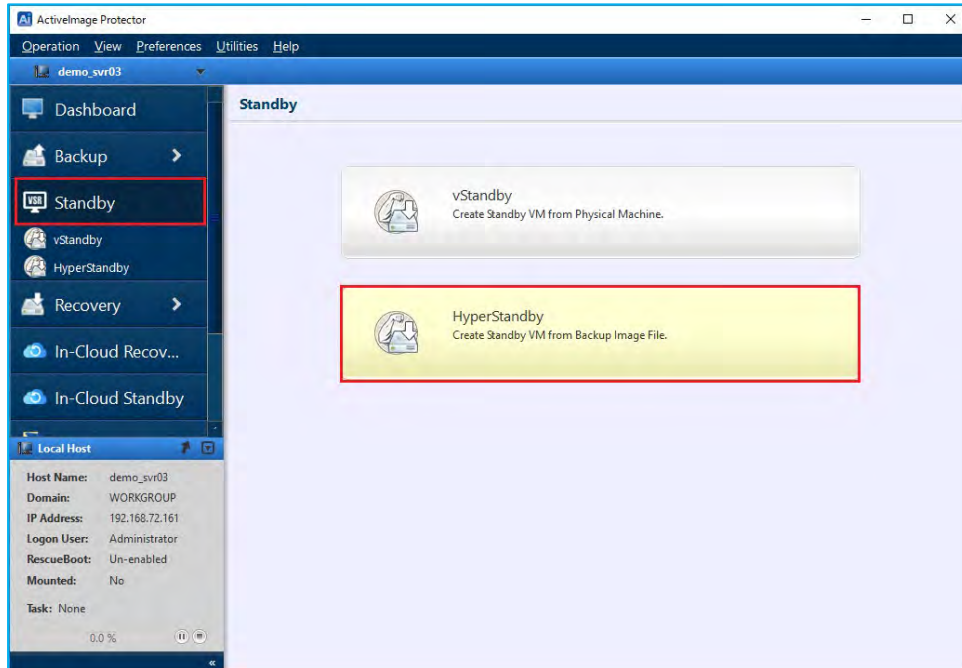 Ai ActiveImage Protector
Operation View Preferences Utilities Help
demo_svr03
Dashboard
Standby
Backup
VSR Standby
vStandby
Create Standby VM from Physical Machine.
vStandby
HyperStandby
HyperStandby
Create Standby VM from Backup Image File.
Recovery
In-Cloud Recov...
In-Cloud Standby
Local Host
Host Name: demo_svr03
Domain: WORKGROUP
IP Address: 192.168.72.161
Logon User: Administrator
RescueBoot: Un-enabled
Mounted: No
Task: None
0.0 %